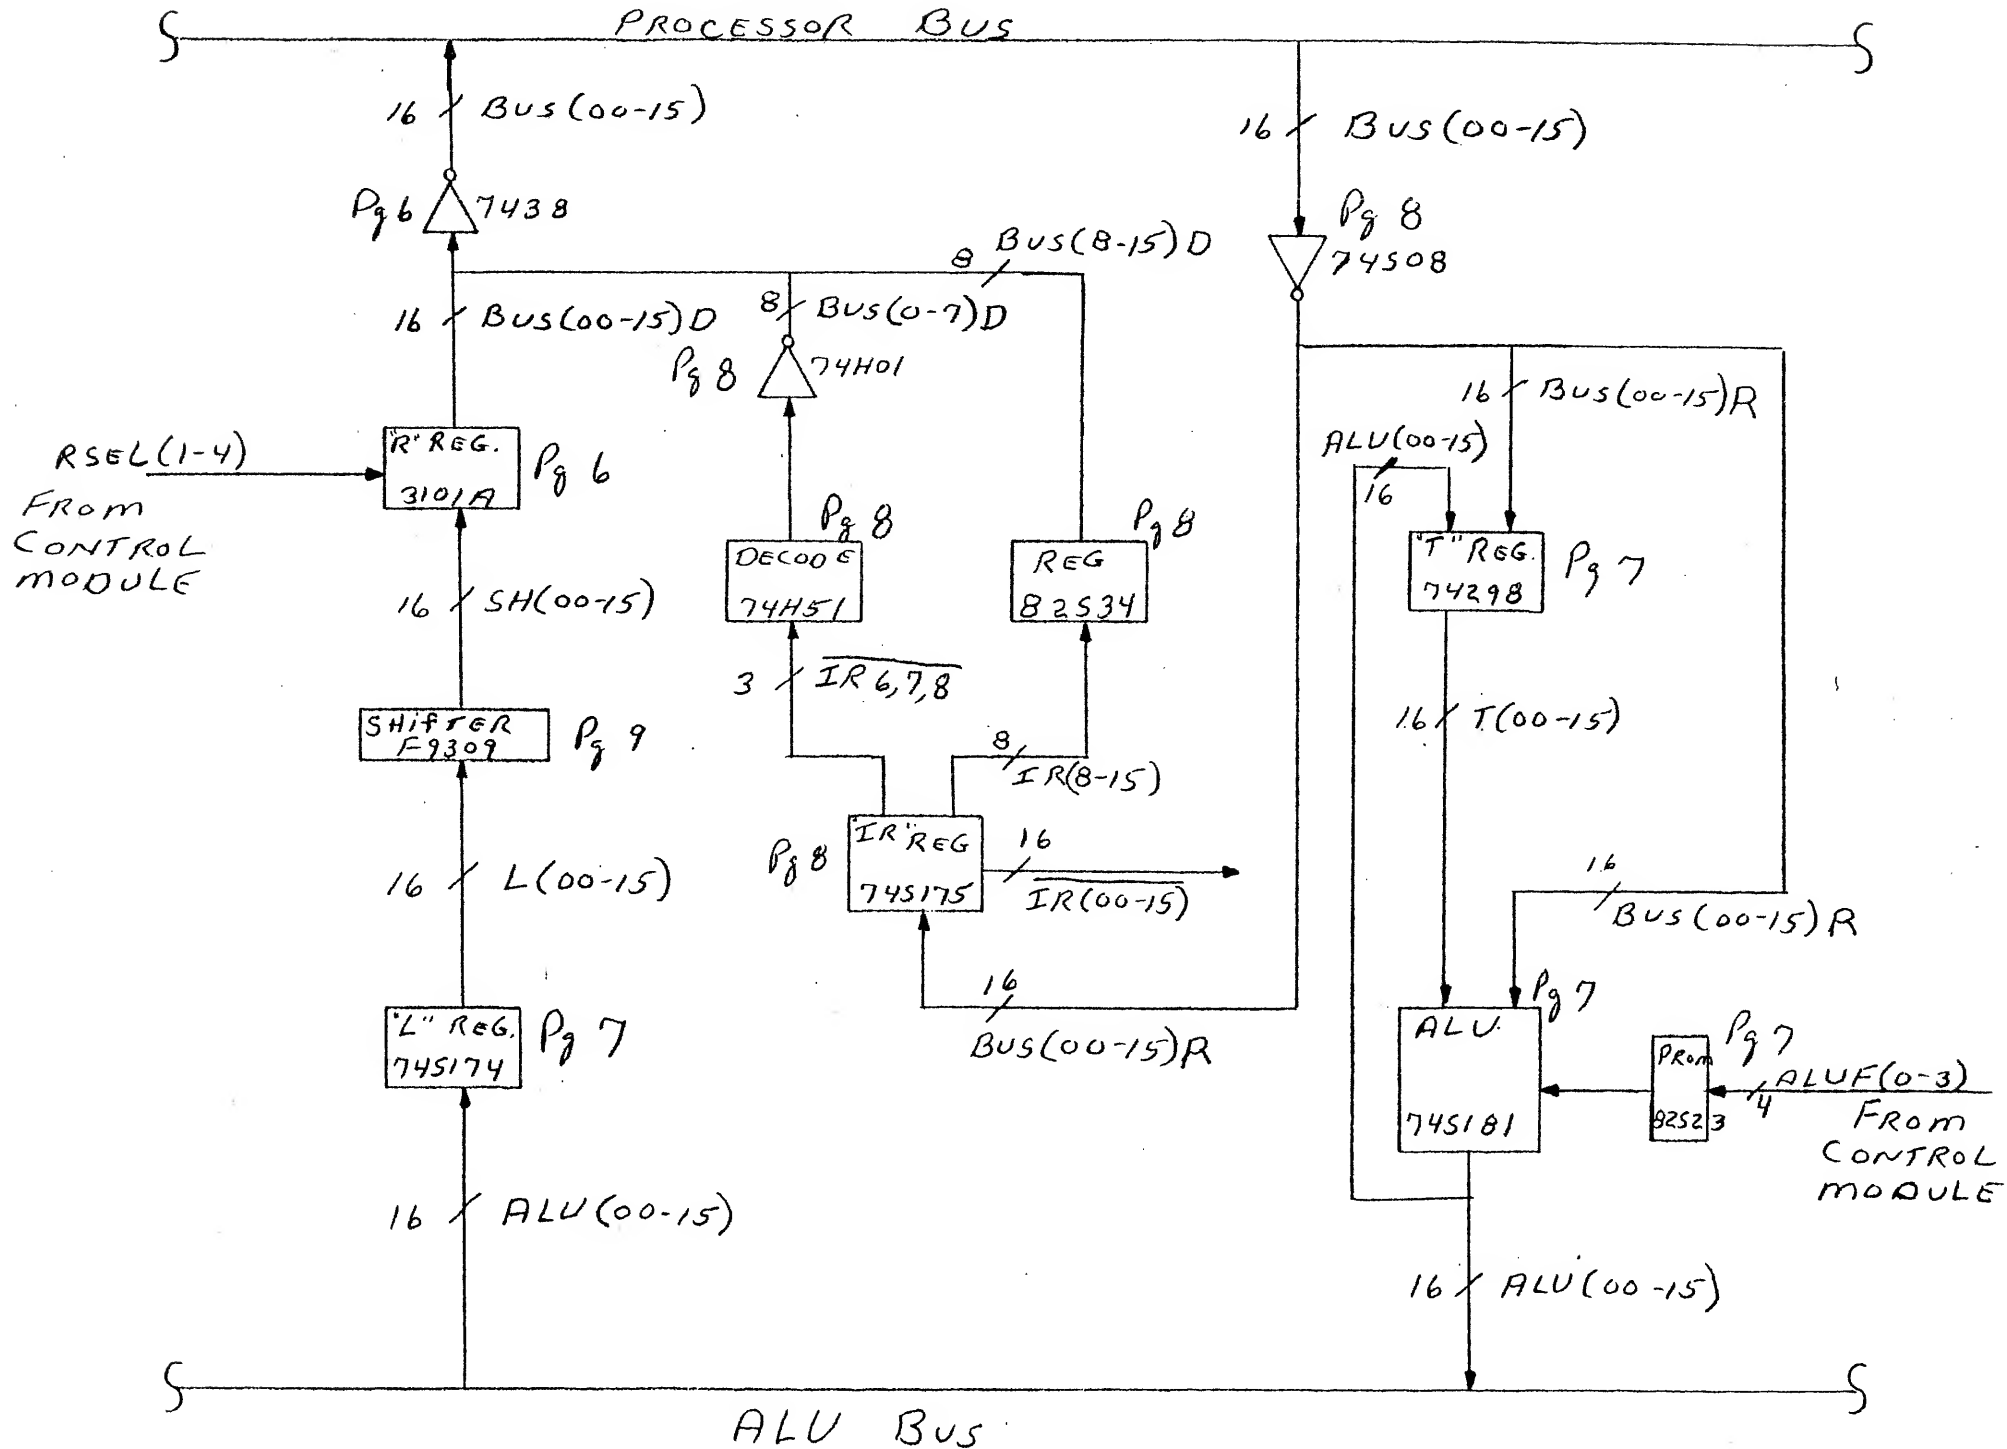 PROCESSOR BUS
16 BUS(00-15)
16 BUS(00-15)
Pg 6 7438
Pg 8
74S08
8 BUS(8-15)D
16 BUS(00-15)D
8 BUS(0-7)D
Pg 8 74H01
16 BUS(00-15)R
ALU(00-15)
16
RSEL(1-4)
FROM
CONTROL
MODULE
"R" REG.
3101A
Pg 6
Pg 8
DECODE
74H51
Pg 8
REG
82S34
"T" REG.
74298
Pg 7
16 SH(00-15)
3 IR 6,7,8
SHifTER
F9309
Pg 9
16 T(00-15)
8
IR(8-15)
Pg 8
"IR" REG
74S175
16
IR(00-15)
16 L(00-15)
16
BUS(00-15)R
16
BUS(00-15)R
"L" REG.
74S174
Pg 7
ALU.
74S181
Pg 7
PROM
82S23
Pg 7
ALUF(0-3)
4
FROM
CONTROL
MODULE
16 ALU(00-15)
16 ALU(00-15)
ALU BUS